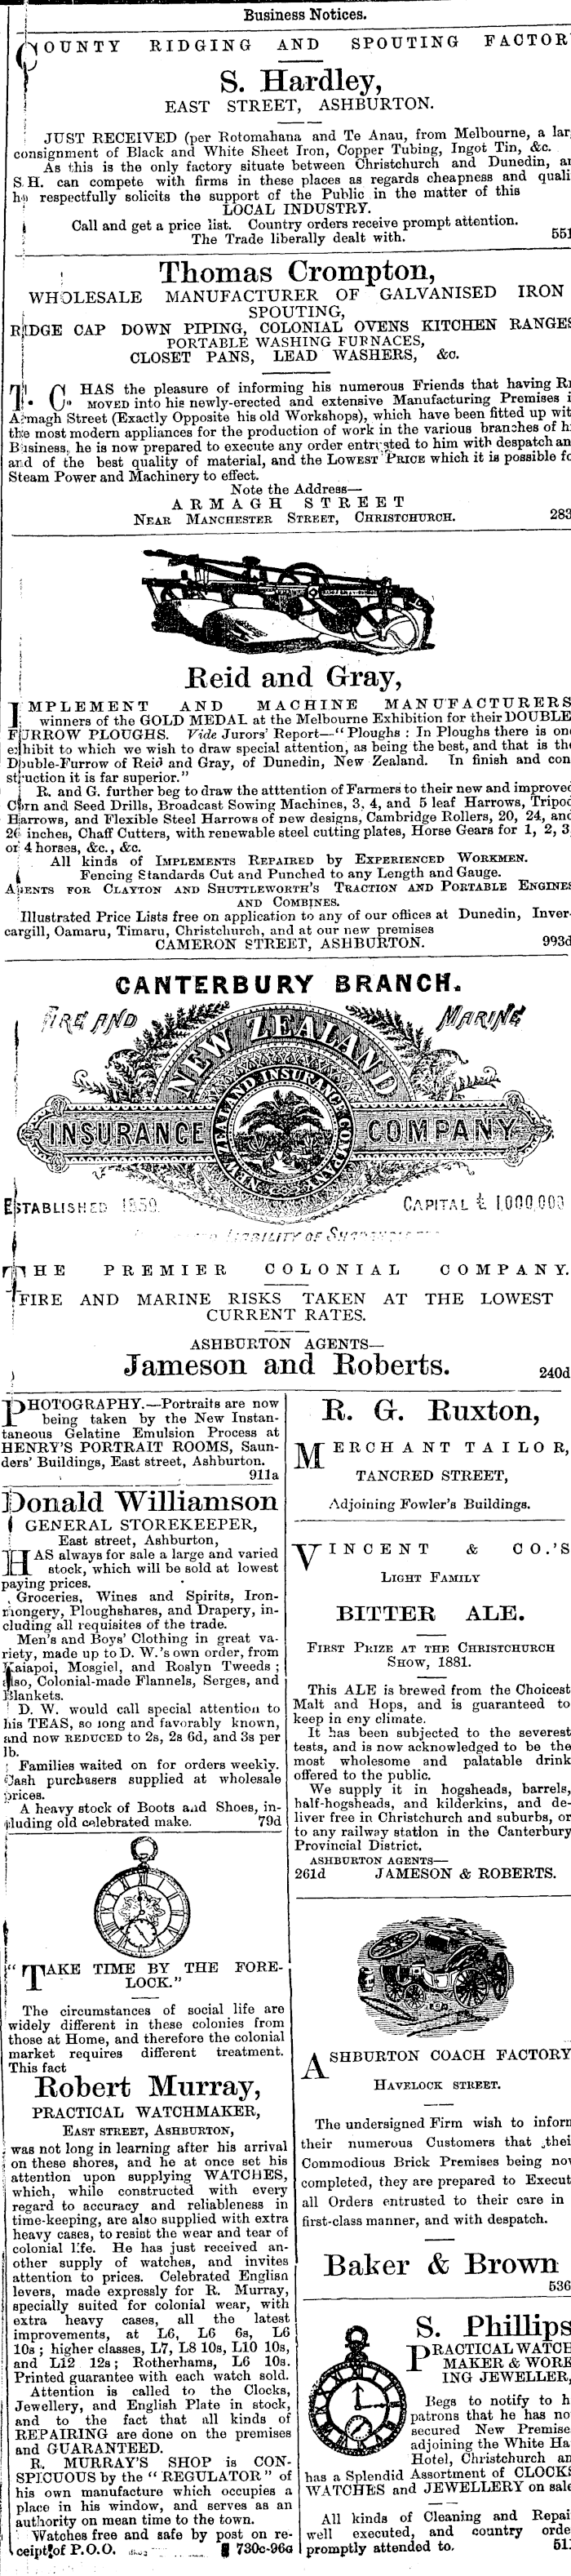 Business Notices.
COUNTY RIDGING AND SPOUTING FACTOR
S. Hardley,
EAST STREET, ASHBURTON.
JUST RECEIVED (per Rotomahana and Te Anau, from Melbourne, a lar
consignment of Black and White Sheet Iron, Copper Tubing, Ingot Tin, &c.
As this is the only factory situate between Christchurch and Dunedin, a
S. H. can compete with firms in these places as regards cheapness and quali
he respectfully solicits the support of the Public in the matter of this
LOCAL INDUSTRY.
Call and get a price list. Country orders receive prompt attention.
The Trade liberally dealt with. 551
Thomas Crompton,
WHOLESALE MANUFACTURER OF GALVANISED IRON
SPOUTING,
RIDGE CAP DOWN PIPING, COLONIAL OVENS KITCHEN RANGES
PORTABLE WASHING FURNACES,
CLOSET PANS, LEAD WASHERS, &c.
T. C. HAS the pleasure of informing his numerous Friends that having R
MOVED into his newly-erected and extensive Manufacturing Premises i
Armagh Street (Exactly Opposite his old Workshops), which have been fitted up wit
the most modern appliances for the production of work in the various branches of h
Business, he is now prepared to execute any order entrusted to him with despatch an
and of the best quality of material, and the LOWEST PRICE which it is possible fo
Steam Power and Machinery to effect.
Note the Address—
ARMAGH STREET
NEAR MANCHESTER STREET, CHRISTCHURCH. 283
Reid and Gray,
IMPLEMENT AND MACHINE MANUFACTURERS
winners of the GOLD MEDAL at the Melbourne Exhibition for their DOUBLE
FURROW PLOUGHS. Vide Jurors' Report—"Ploughs : In Ploughs there is one
exhibit to which we wish to draw special attention, as being the best, and that is the
Double-Furrow of Reid and Gray, of Dunedin, New Zealand. In finish and con
struction it is far superior."
R. and G. further beg to draw the atttention of Farmers to their new and improved
Corn and Seed Drills, Broadcast Sowing Machines, 3, 4, and 5 leaf Harrows, Tripod
Harrows, and Flexible Steel Harrows of new designs, Cambridge Rollers, 20, 24, and
26 inches, Chaff Cutters, with renewable steel cutting plates, Horse Gears for 1, 2, 3
or 4 horses, &c., &c.
All kinds of IMPLEMENTS REPAIRED by EXPERIENCED WORKMEN.
Fencing Standards Cut and Punched to any Length and Gauge.
AGENTS FOR CLAYTON AND SHUTTLEWORTH'S TRACTION AND PORTABLE ENGINES
AND COMBINES.
Illustrated Price Lists free on application to any of our offices at Dunedin, Inver-
cargill, Oamaru, Timaru, Christchurch, and at our new premises
CAMERON STREET, ASHBURTON. 993d
CANTERBURY BRANCH.
FIRE AND MARINE
NEW ZEALAND
NEW ZEALAND INSURANCE COMPANY
INSURANCE COMPANY
ESTABLISHED 1859. CAPITAL £ 1,000,000
LIABILITY OF
THE PREMIER COLONIAL COMPANY.
FIRE AND MARINE RISKS TAKEN AT THE LOWEST
CURRENT RATES.
ASHBURTON AGENTS—
Jameson and Roberts. 240d
PHOTOGRAPHY.—Portraits are now
being taken by the New Instan-
taneous Gelatine Emulsion Process at
HENRY'S PORTRAIT ROOMS, Saun-
ders' Buildings, East street, Ashburton.
911a
Donald Williamson
GENERAL STOREKEEPER,
East street, Ashburton,
HAS always for sale a large and varied
stock, which will be sold at lowest
paying prices.
Groceries, Wines and Spirits, Iron-
mongery, Ploughshares, and Drapery, in-
cluding all requisites of the trade.
Men's and Boys' Clothing in great va-
riety, made up to D. W.'s own order, from
Kaiapoi, Mosgiel, and Roslyn Tweeds ;
also, Colonial-made Flannels, Serges, and
Blankets.
D. W. would call special attention to
his TEAS, so long and favorably known,
and now REDUCED to 2s, 2s 6d, and 3s per
lb.
Families waited on for orders weekly.
Cash purchasers supplied at wholesale
prices.
A heavy stock of Boots and Shoes, in-
cluding old celebrated make. 79d
"TAKE TIME BY THE FORE-
LOCK."
The circumstances of social life are
widely different in these colonies from
those at Home, and therefore the colonial
market requires different treatment.
This fact
Robert Murray,
PRACTICAL WATCHMAKER,
EAST STREET, ASHBURTON,
was not long in learning after his arrival
on these shores, and he at once set his
attention upon supplying WATCHES,
which, while constructed with every
regard to accuracy and reliableness in
time-keeping, are also supplied with extra
heavy cases, to resist the wear and tear of
colonial life. He has just received an-
other supply of watches, and invites
attention to prices. Celebrated English
levers, made expressly for R. Murray,
specially suited for colonial wear, with
extra heavy cases, all the latest
improvements, at L6, L6 6s, L6
10s ; higher classes, L7, L8 10s, L10 10s,
and L12 12s; Rotherhams, L6 10s.
Printed guarantee with each watch sold.
Attention is called to the Clocks,
Jewellery, and English Plate in stock,
and to the fact that all kinds of
REPAIRING are done on the premises
and GUARANTEED.
R. MURRAY'S SHOP is CON-
SPICUOUS by the "REGULATOR" of
his own manufacture which occupies a
place in his window, and serves as an
authority on mean time to the town.
Watches free and safe by post on re-
ceipt of P.O.O. 730c-96a
R. G. Ruxton,
MERCHANT TAILOR,
TANCRED STREET,
Adjoining Fowler's Buildings.
VINCENT & CO.'S
LIGHT FAMILY
BITTER ALE.
FIRST PRIZE AT THE CHRISTCHURCH
SHOW, 1881.
This ALE is brewed from the Choicest
Malt and Hops, and is guaranteed to
keep in eny climate.
It has been subjected to the severest
tests, and is now acknowledged to be the
most wholesome and palatable drink
offered to the public.
We supply it in hogsheads, barrels,
half-hogsheads, and kilderkins, and de-
liver free in Christchurch and suburbs, or
to any railway station in the Canterbury
Provincial District.
ASHBURTON AGENTS—
261d JAMESON & ROBERTS.
ASHBURTON COACH FACTORY
HAVELOCK STREET.
The undersigned Firm wish to inform
their numerous Customers that thei
Commodious Brick Premises being now
completed, they are prepared to Execut
all Orders entrusted to their care in
first-class manner, and with despatch.
Baker & Brown
536
S. Phillips
PRACTICAL WATCH
MAKER & WORK
ING JEWELLER,
Begs to notify to h
patrons that he has no
secured New Premise
adjoining the White Ha
Hotel, Christchurch an
has a Splendid Assortment of CLOCKS
WATCHES and JEWELLERY on sale
All kinds of Cleaning and Repai
well executed, and country orde
promptly attended to. 51